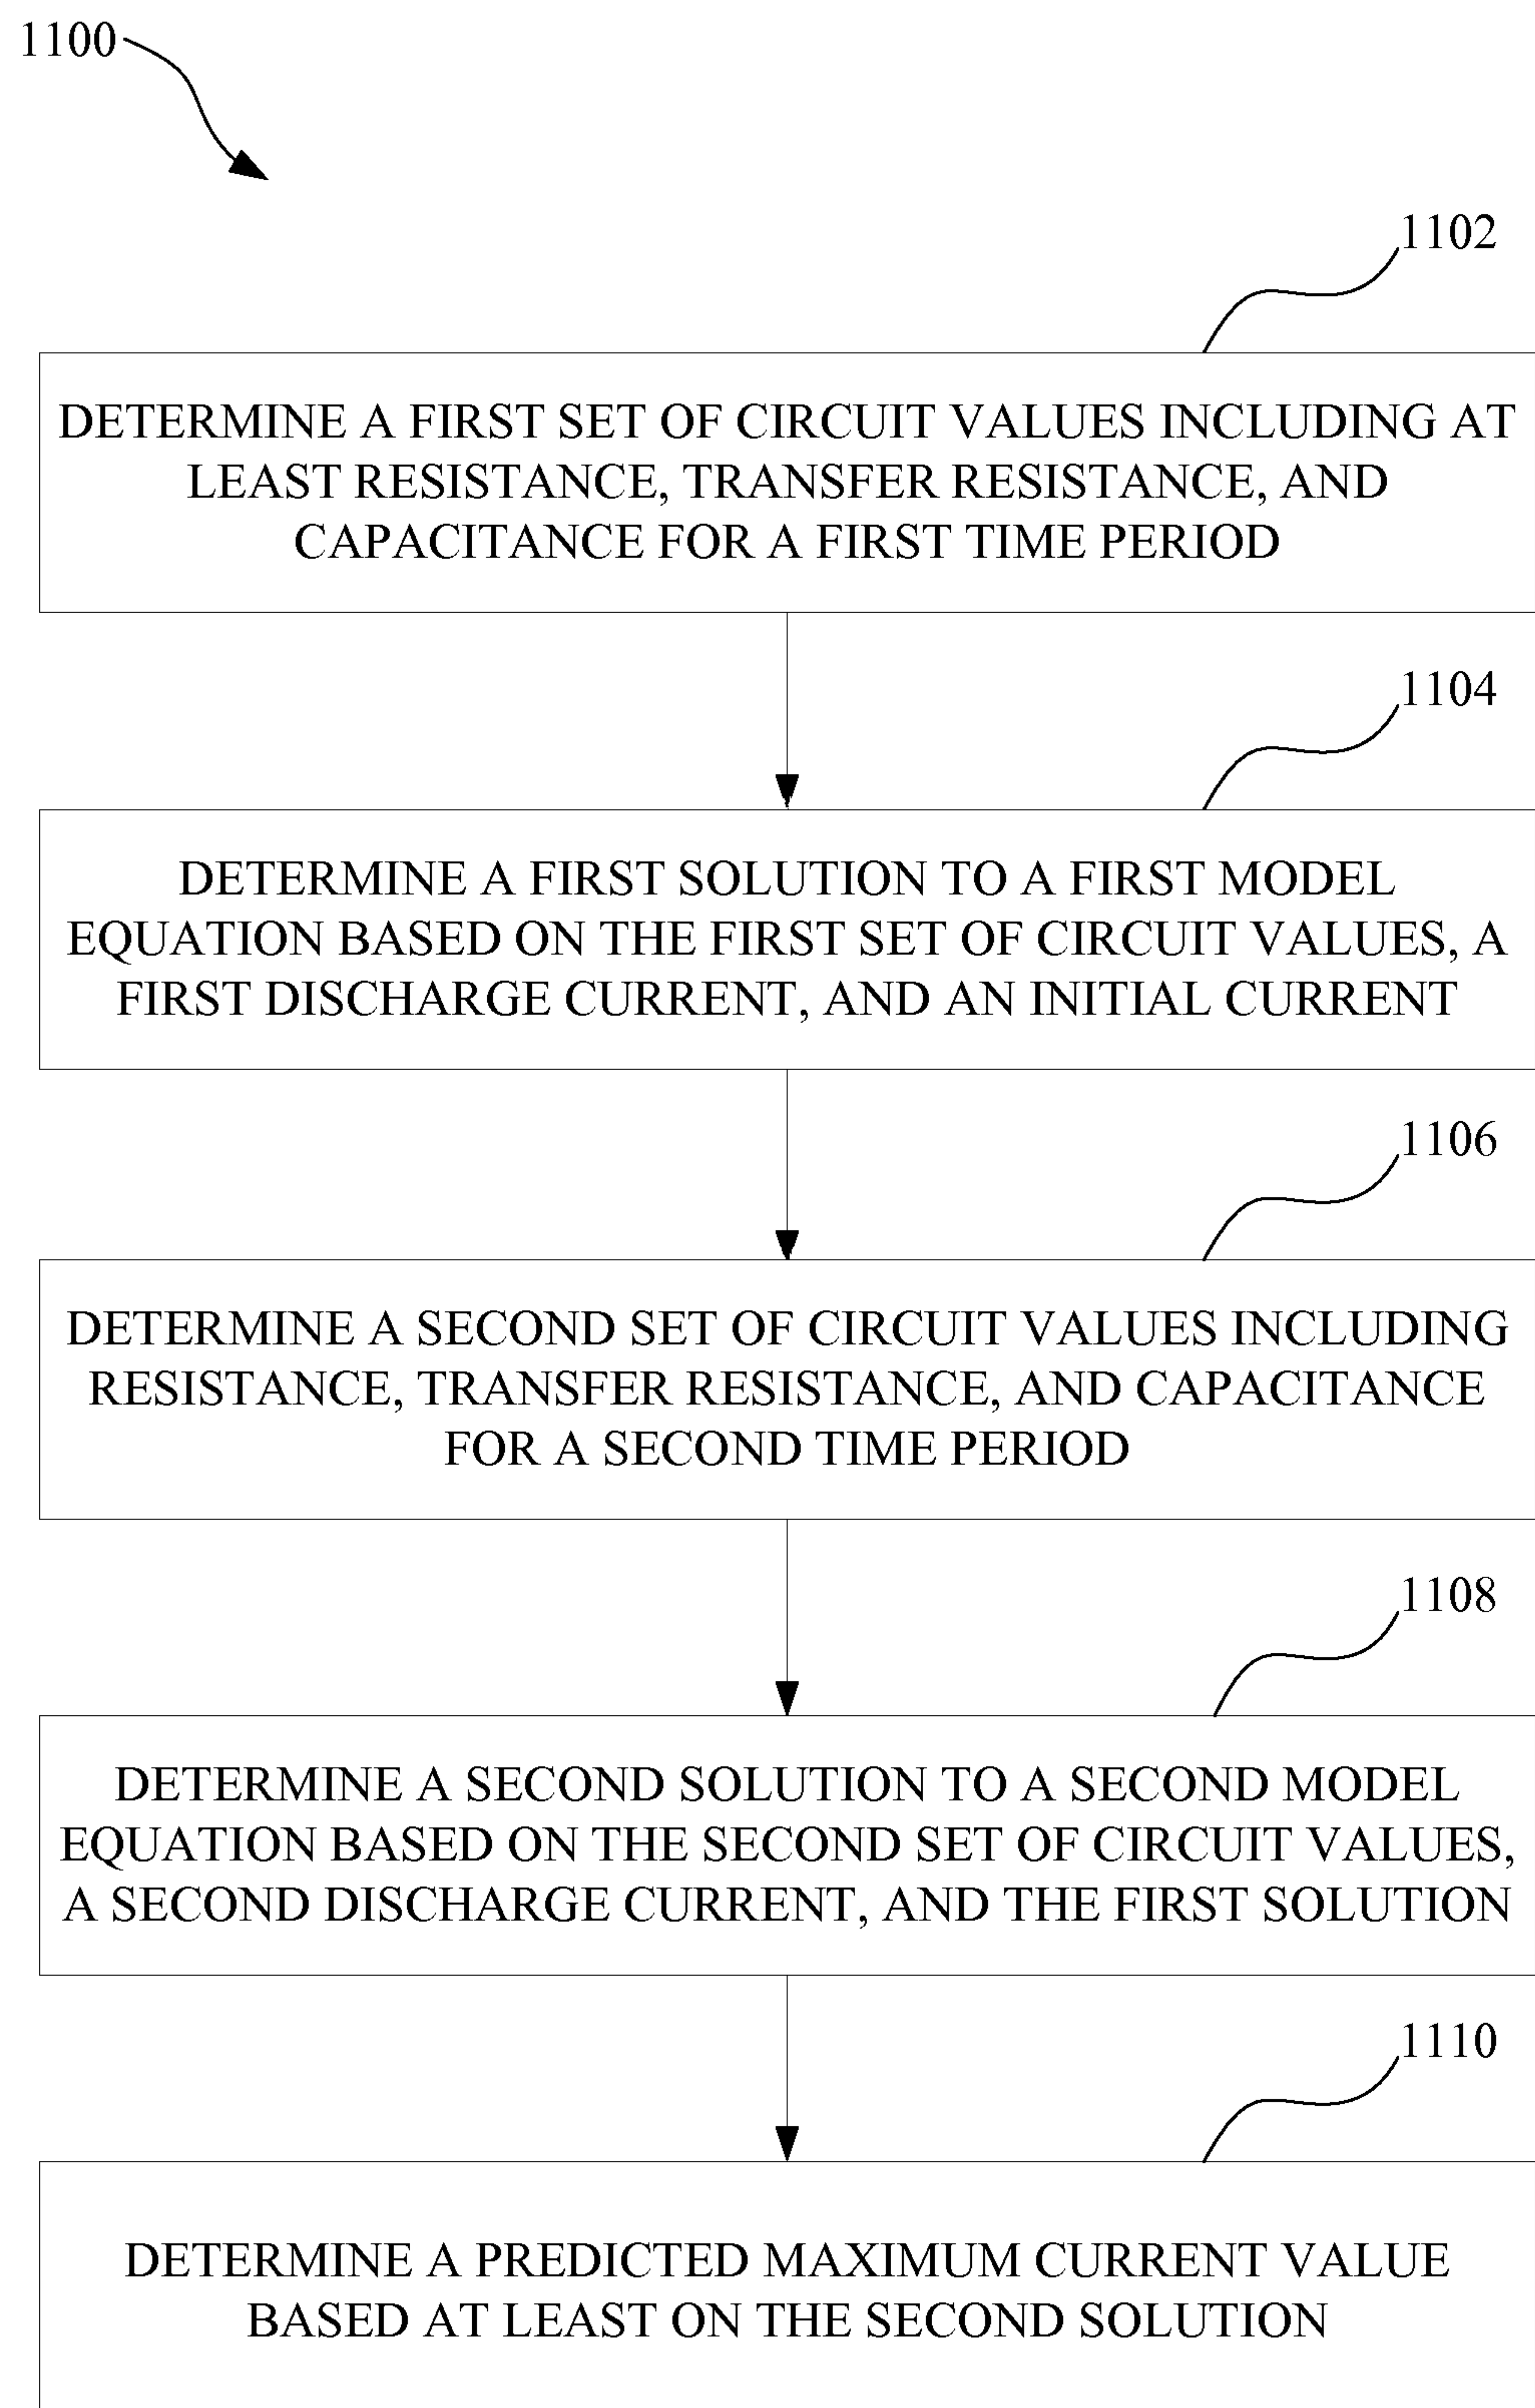 1100
1102
DETERMINE A FIRST SET OF CIRCUIT VALUES INCLUDING AT
LEAST RESISTANCE, TRANSFER RESISTANCE, AND
CAPACITANCE FOR A FIRST TIME PERIOD
1104
DETERMINE A FIRST SOLUTION TO A FIRST MODEL
EQUATION BASED ON THE FIRST SET OF CIRCUIT VALUES, A
FIRST DISCHARGE CURRENT, AND AN INITIAL CURRENT
1106
DETERMINE A SECOND SET OF CIRCUIT VALUES INCLUDING
RESISTANCE, TRANSFER RESISTANCE, AND CAPACITANCE
FOR A SECOND TIME PERIOD
1108
DETERMINE A SECOND SOLUTION TO A SECOND MODEL
EQUATION BASED ON THE SECOND SET OF CIRCUIT VALUES,
A SECOND DISCHARGE CURRENT, AND THE FIRST SOLUTION
1110
DETERMINE A PREDICTED MAXIMUM CURRENT VALUE
BASED AT LEAST ON THE SECOND SOLUTION